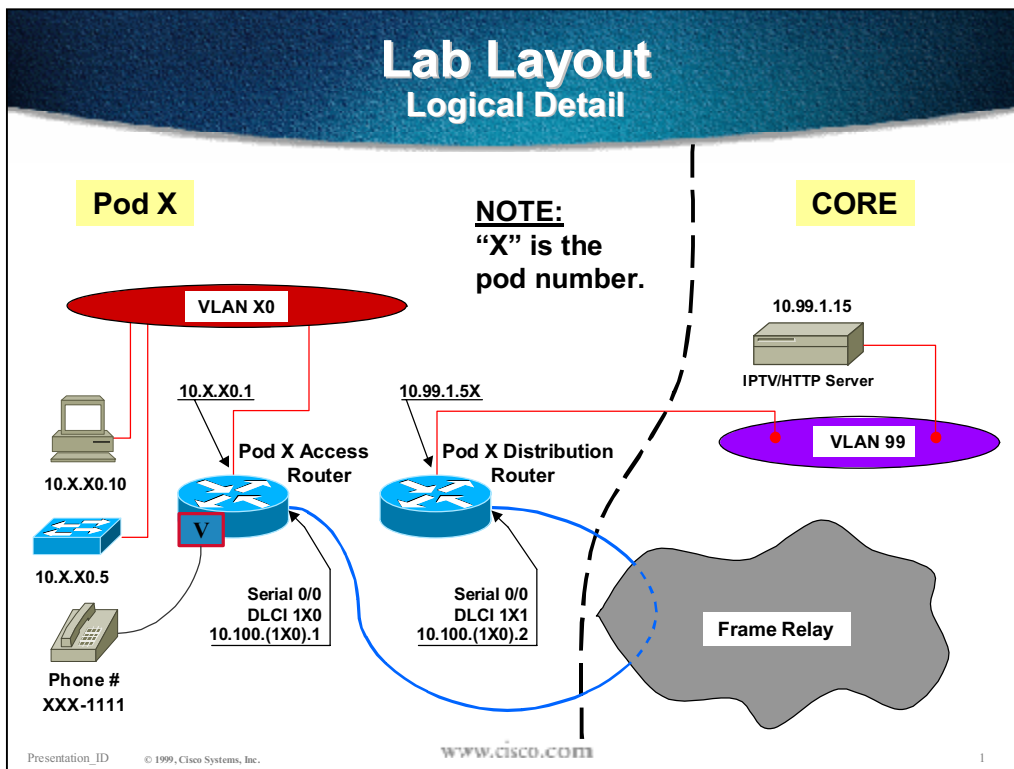 Lab Layout
Logical Detail
Pod X
NOTE:
“X” is the
pod number.
CORE
VLAN X0
10.99.1.15
IPTV/HTTP Server
10.X.X0.1
10.99.1.5X
VLAN 99
Pod X Access
Router
Pod X Distribution
Router
10.X.X0.10
V
10.X.X0.5
Serial 0/0
DLCI 1X0
10.100.(1X0).1
Serial 0/0
DLCI 1X1
10.100.(1X0).2
Frame Relay
Phone #
XXX-1111
Presentation_ID
© 1999, Cisco Systems, Inc.
www.cisco.com
1